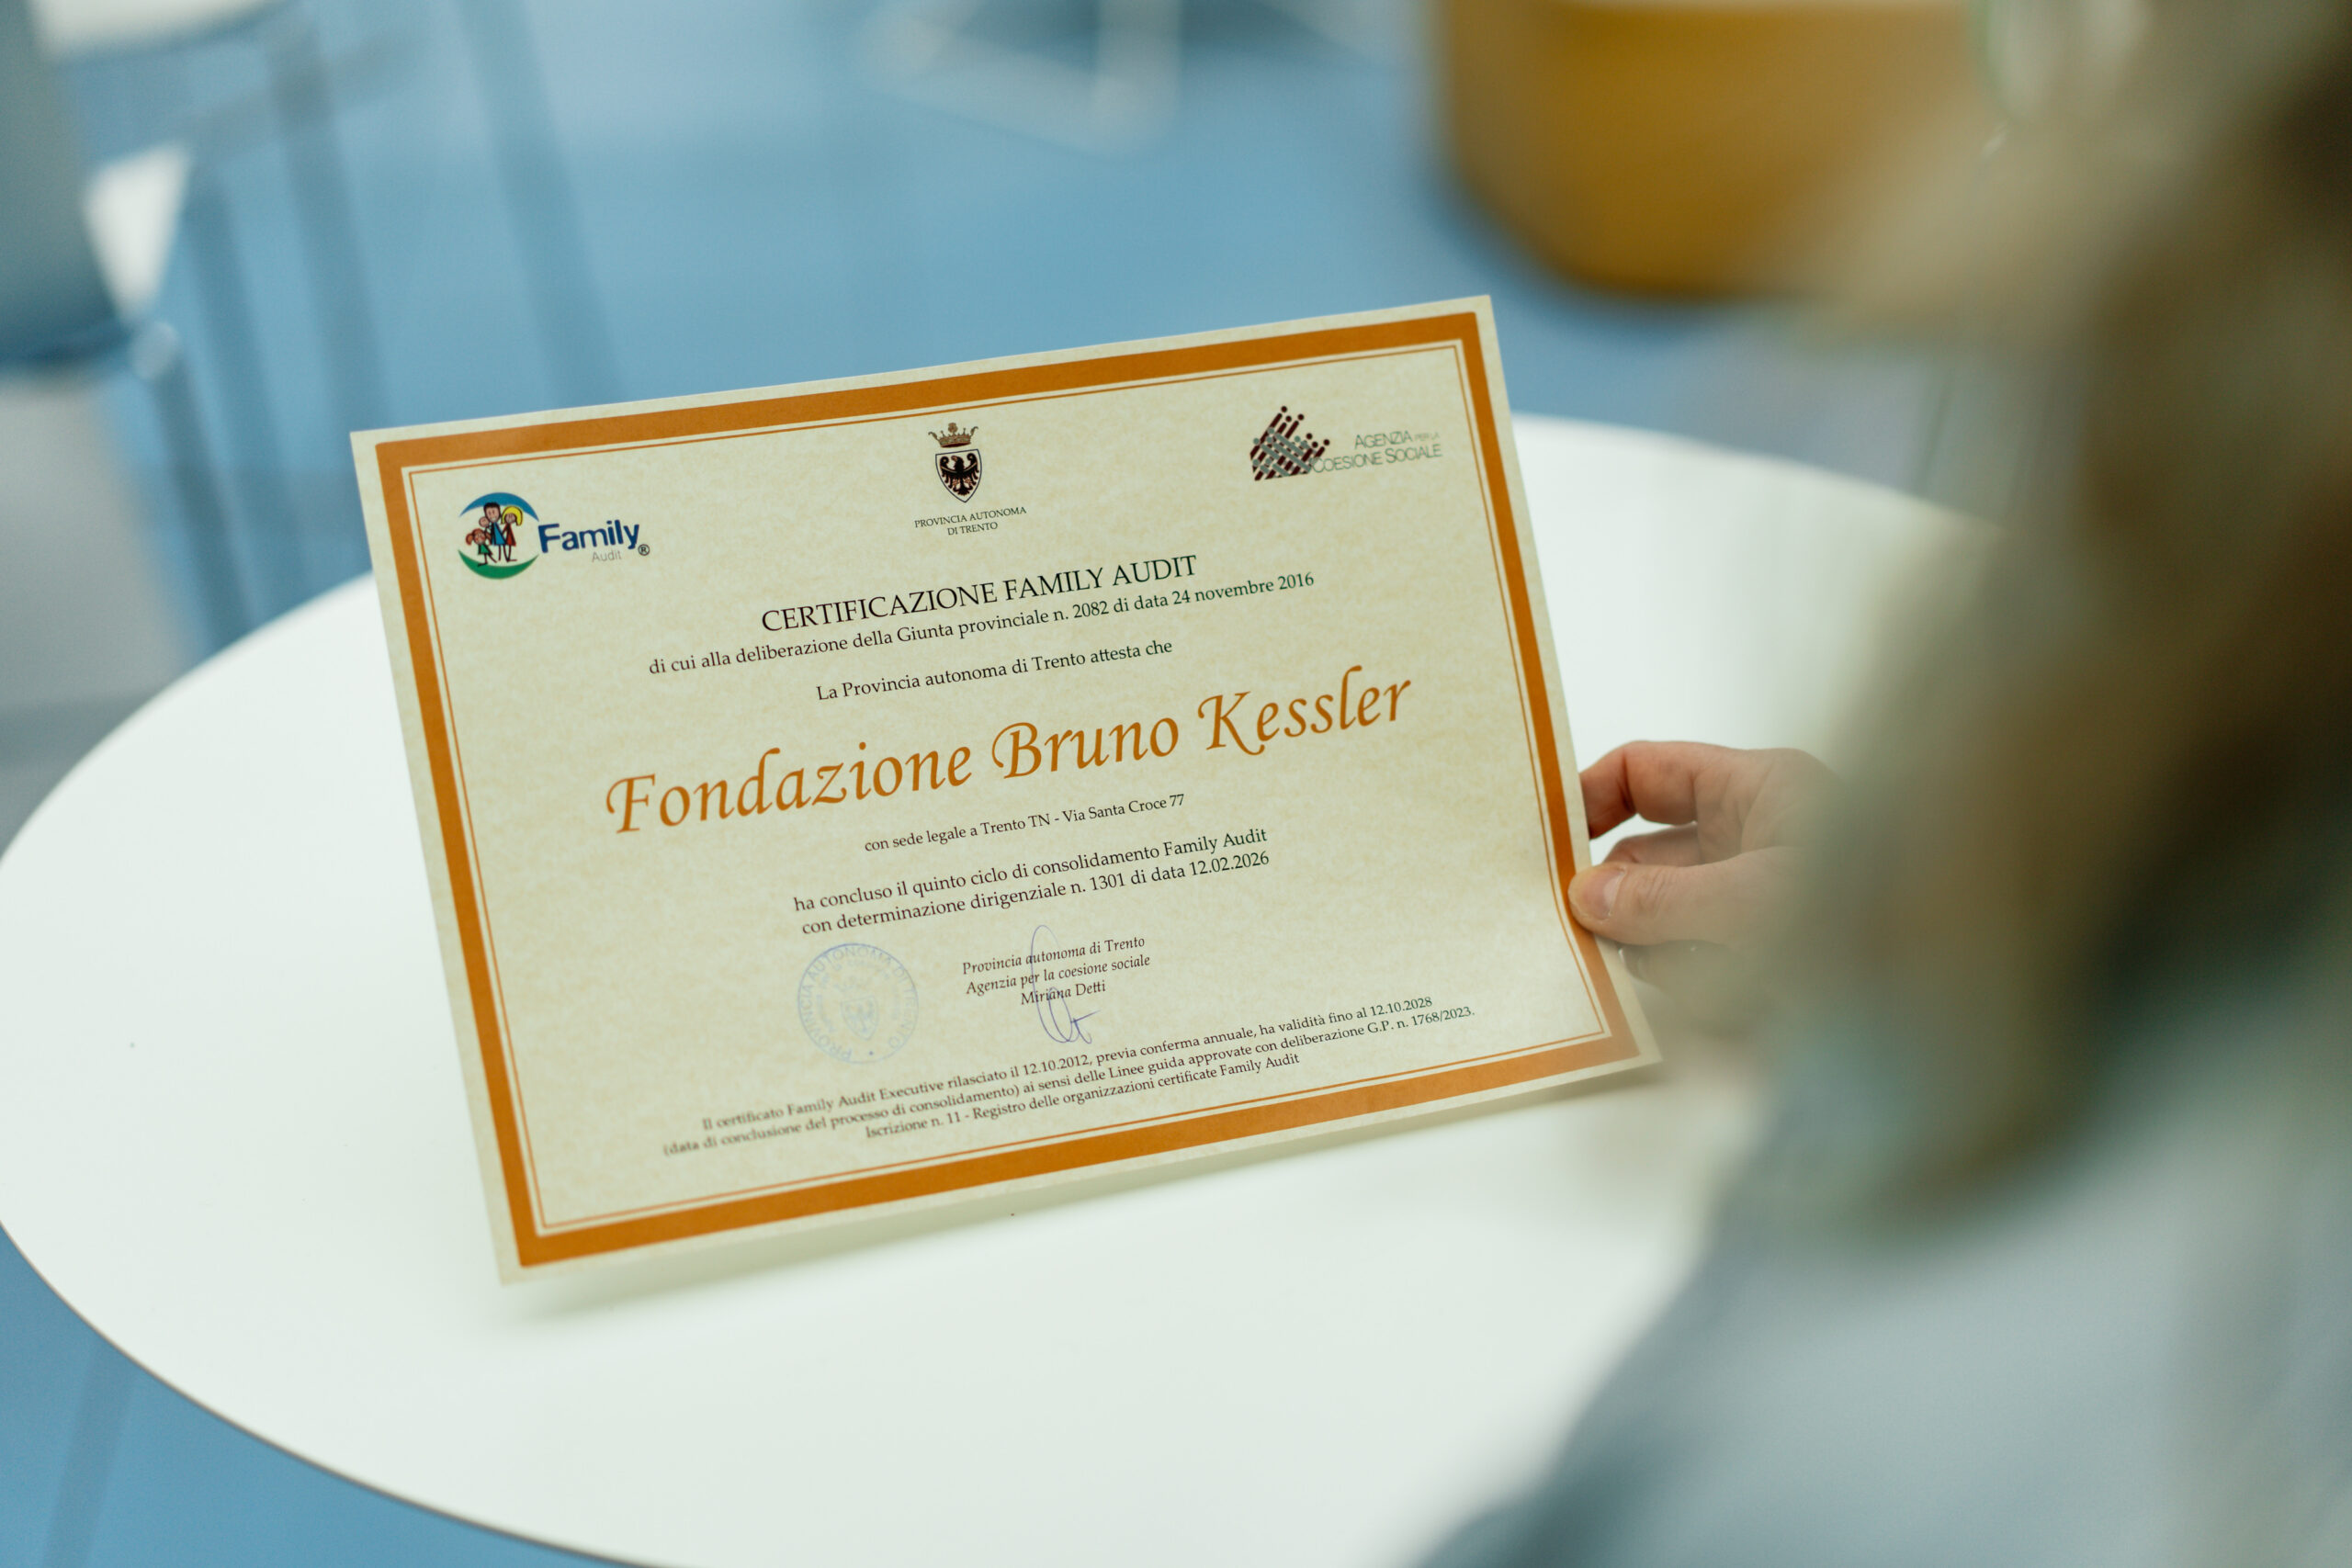 Family
Audit
®
PROVINCIA AUTONOMA
DI TRENTO
AGENZIA PER LA
COESIONE SOCIALE
CERTIFICAZIONE FAMILY AUDIT
di cui alla deliberazione della Giunta provinciale n. 2082 di data 24 novembre 2016
La Provincia autonoma di Trento attesta che
Fondazione Bruno Kessler
con sede legale a Trento TN - Via Santa Croce 77
ha concluso il quinto ciclo di consolidamento Family Audit
con determinazione dirigenziale n. 1301 di data 12.02.2026
PROVINCIA AUTONOMA DI TRENTO
Provincia autonoma di Trento
Agenzia per la coesione sociale
Miriana Detti
Il certificato Family Audit Executive rilasciato il 12.10.2012, previa conferma annuale, ha validità fino al 12.10.2028
(data di conclusione del processo di consolidamento) ai sensi delle Linee guida approvate con deliberazione G.P. n. 1768/2023.
Iscrizione n. 11 - Registro delle organizzazioni certificate Family Audit